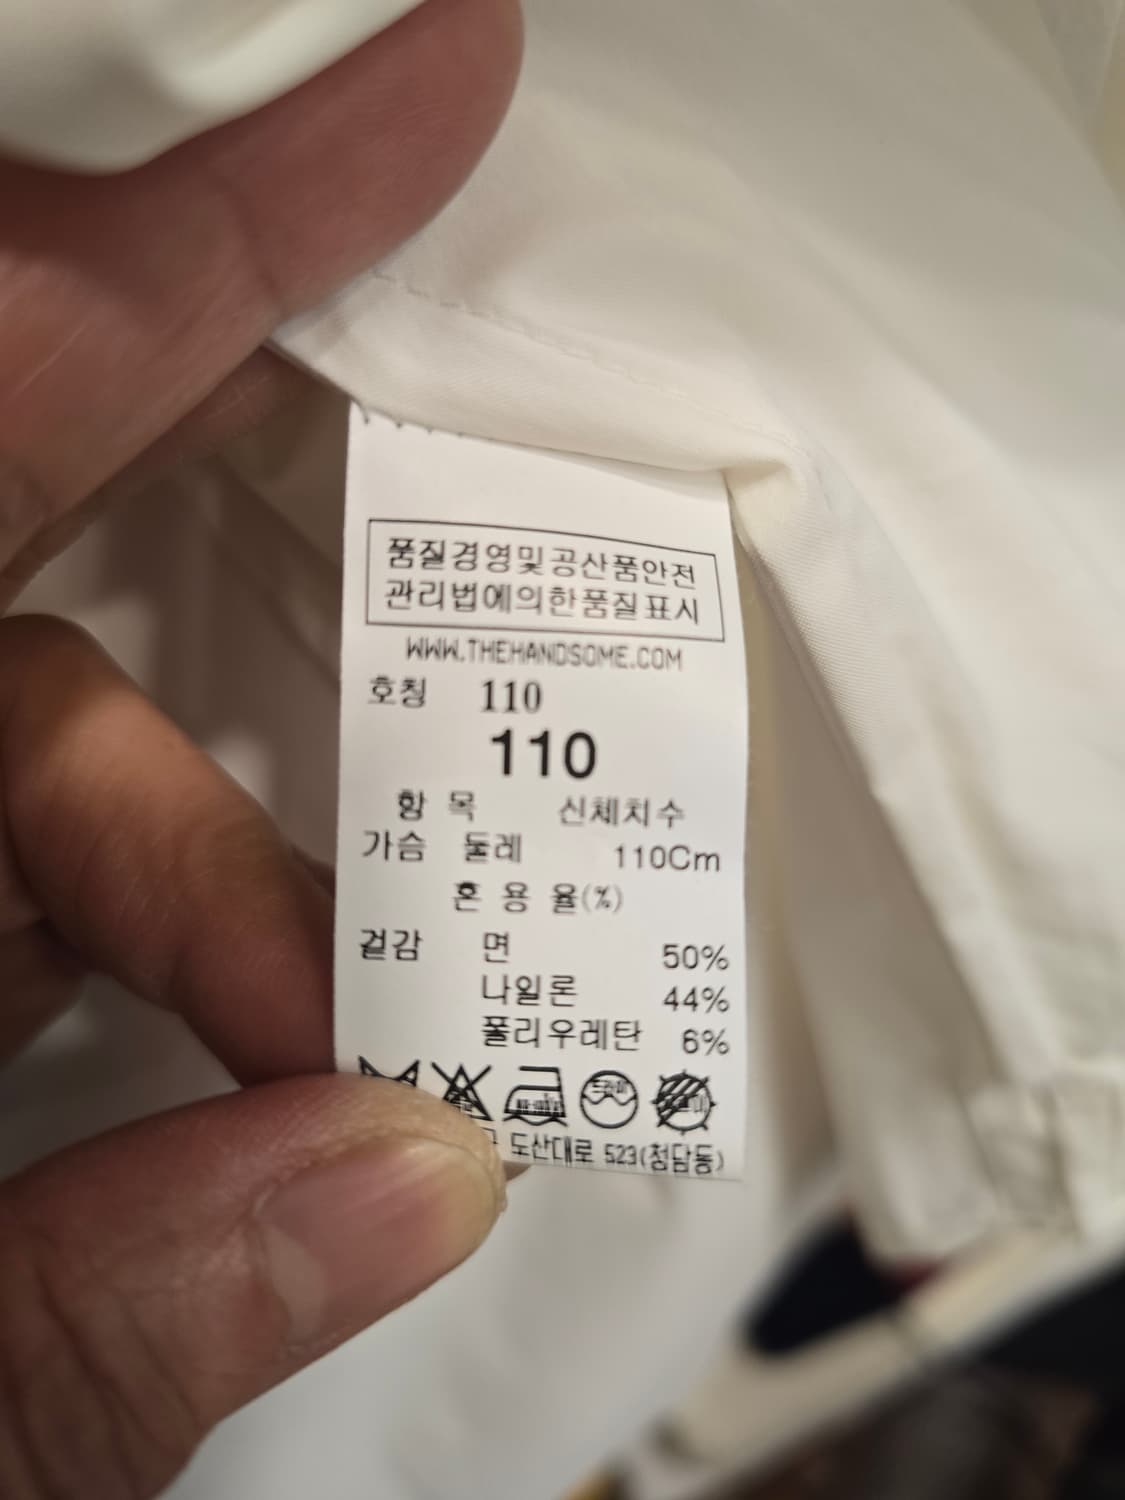 품질경영및공산품안전
관리법에의한품질표시
WWW.THEHANDSOME.COM
호칭 110
110
항 목 신체치수
가슴 둘레 110Cm
혼 용 율(%)
겉감 면 50%
나일론 44%
폴리우레탄 6%
드라이
도산대로 523(청담동)